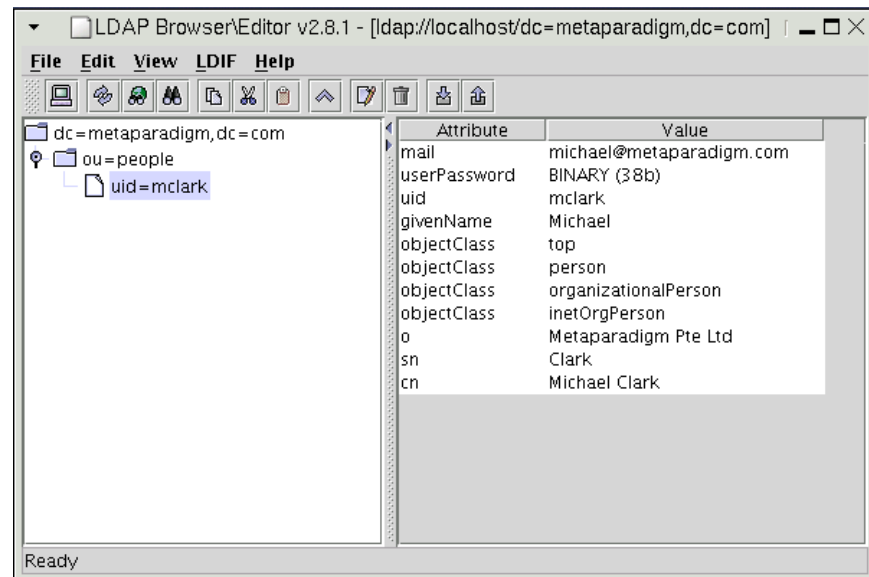 LDAP Browser\Editor v2.8.1 - [ldap://localhost/dc=metaparadigm,dc=com]
File Edit View LDIF Help
dc=metaparadigm,dc=com
ou=people
uid=mclark
Attribute Value
mail michael@metaparadigm.com
userPassword BINARY (38b)
uid mclark
givenName Michael
objectClass top
objectClass person
objectClass organizationalPerson
objectClass inetOrgPerson
o Metaparadigm Pte Ltd
sn Clark
cn Michael Clark
Ready